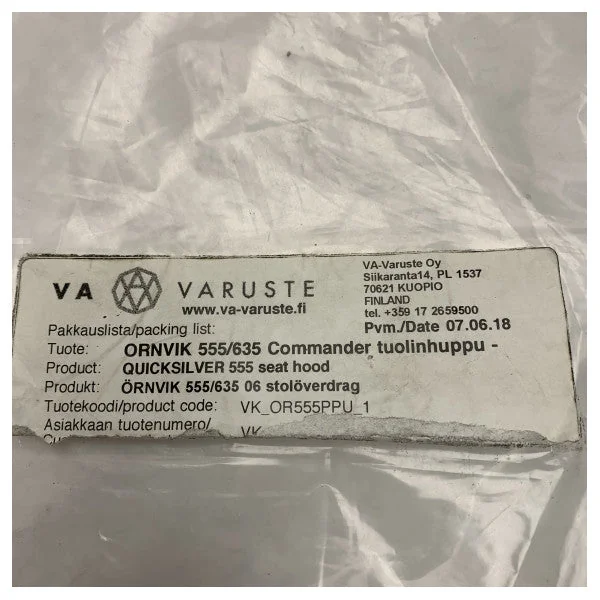 VA VARUSTE
www.va-varuste.fi
VA-Varuste Oy
Siikaranta14, PL 1537
70621 KUOPIO
FINLAND
tel. +359 17 2659500
Pakkauslista/packing list:
Pvm./Date 07.06.18
Tuote: ORNVIK 555/635 Commander tuolinhuppu -
Product: QUICKSILVER 555 seat hood
Produkt: ÖRNVIK 555/635 06 stolöverdrag
Tuotekoodi/product code: VK_OR555PPU_1
Asiakkaan tuotenumero/ VK